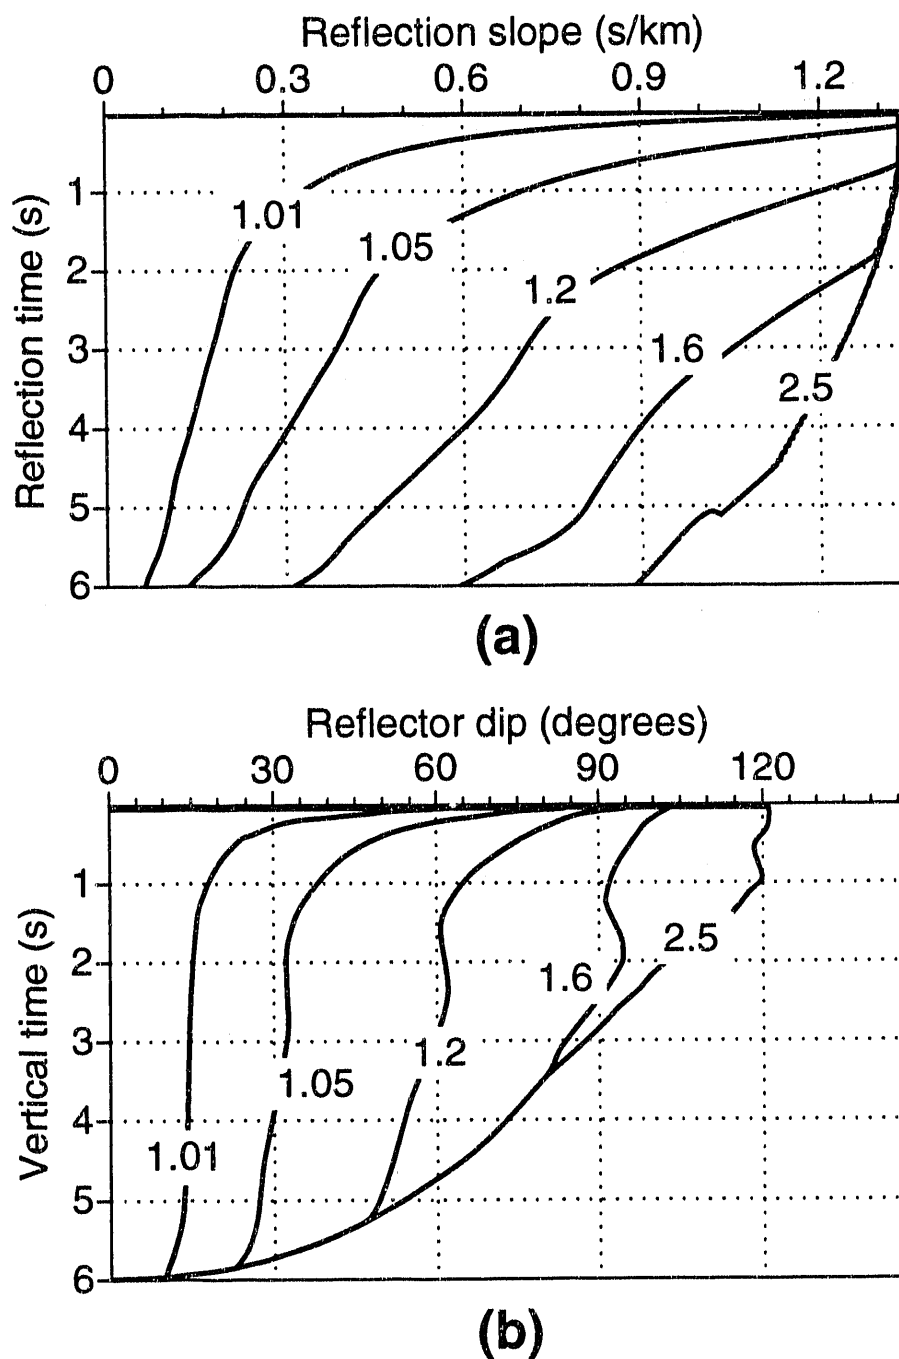 Reflection slope (s/km)
0 0.3 0.6 0.9 1.2
Reflection time (s)
1
2
3
4
5
6
1.01
1.05
1.2
1.6
2.5
(a)
Reflector dip (degrees)
0 30 60 90 120
Vertical time (s)
1
2
3
4
5
6
2.5
1.6
1.2
1.05
1.01
(b)